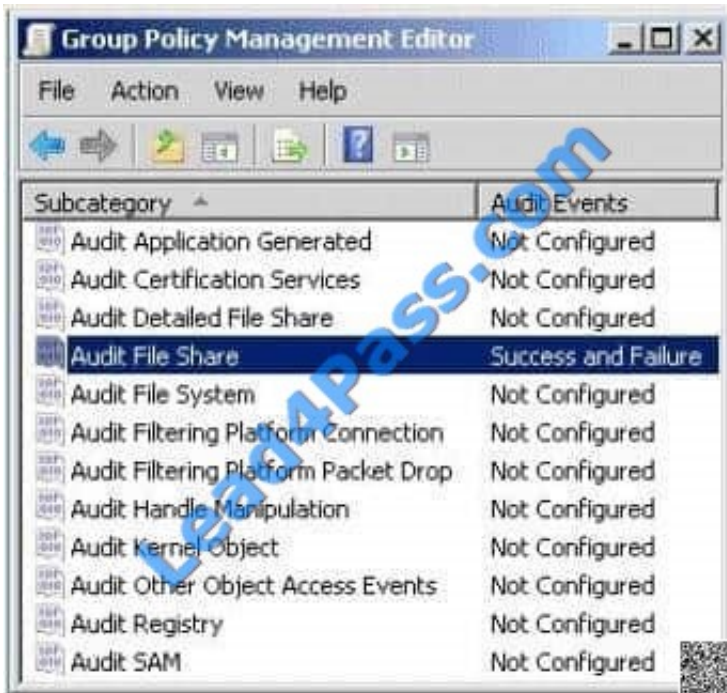 Group Policy Management Editor
File Action View Help
Subcategory Audit Events
Audit Application Generated Not Configured
Audit Certification Services Not Configured
Audit Detailed File Share Not Configured
Audit File Share Success and Failure
Audit File System Not Configured
Audit Filtering Platform Connection Not Configured
Audit Filtering Platform Packet Drop Not Configured
Audit Handle Manipulation Not Configured
Audit Kernel Object Not Configured
Audit Other Object Access Events Not Configured
Audit Registry Not Configured
Audit SAM Not Configured
Lead4Pass.com